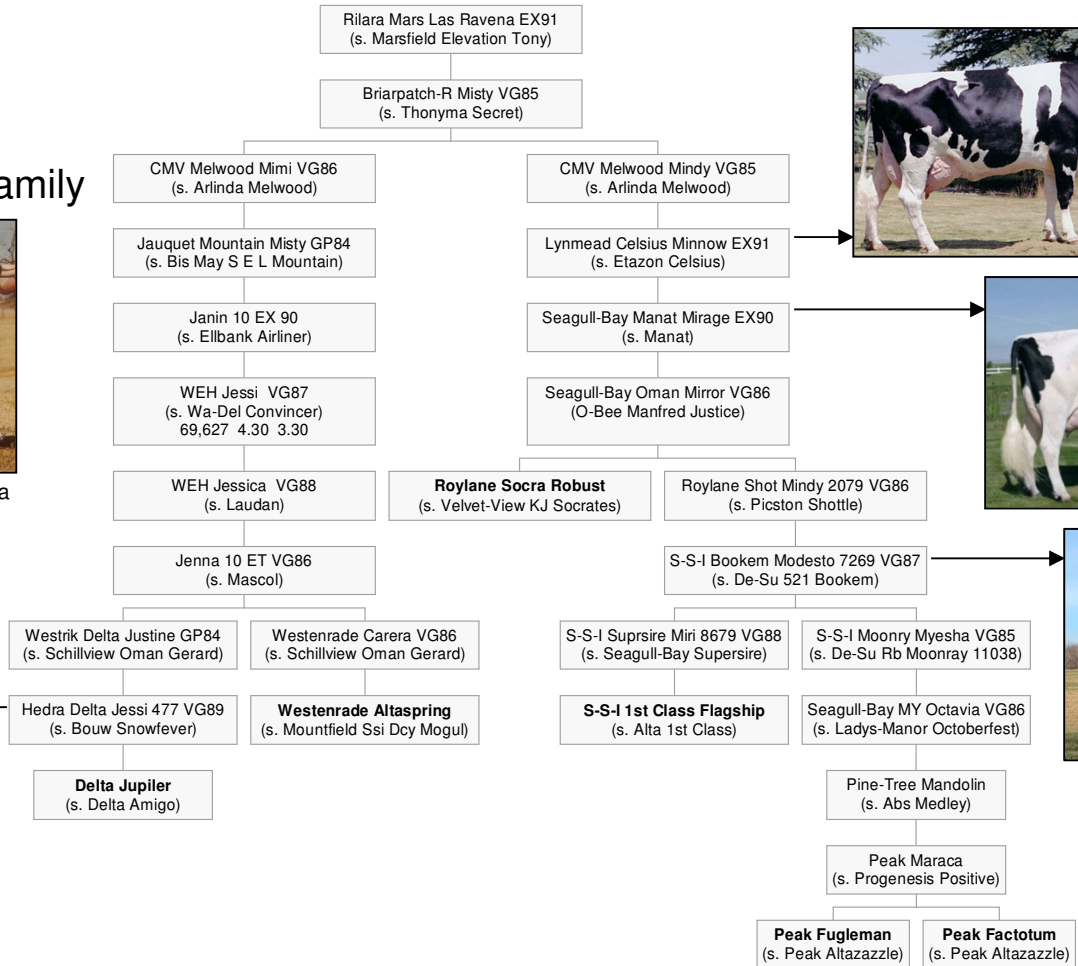 Rilara Mars Las Ravena EX91
(s. Marsfield Elevation Tony)
Briarpatch-R Misty VG85
(s. Thonyma Secret)
amily
CMV Melwood Mimi VG86
(s. Arlinda Melwood)
CMV Melwood Mindy VG85
(s. Arlinda Melwood)
Jauquet Mountain Misty GP84
(s. Bis May S E L Mountain)
Lynmead Celsius Minnow EX91
(s. Etazon Celsius)
Janin 10 EX 90
(s. Ellbank Airliner)
Seagull-Bay Manat Mirage EX90
(s. Manat)
WEH Jessi  VG87
(s. Wa-Del Convincer)
69,627  4.30  3.30
Seagull-Bay Oman Mirror VG86
(O-Bee Manfred Justice)
a
WEH Jessica  VG88
(s. Laudan)
Roylane Socra Robust
(s. Velvet-View KJ Socrates)
Roylane Shot Mindy 2079 VG86
(s. Picston Shottle)
Jenna 10 ET VG86
(s. Mascol)
S-S-I Bookem Modesto 7269 VG87
(s. De-Su 521 Bookem)
Westrik Delta Justine GP84
(s. Schillview Oman Gerard)
Westenrade Carera VG86
(s. Schillview Oman Gerard)
S-S-I Suprsire Miri 8679 VG88
(s. Seagull-Bay Supersire)
S-S-I Moonry Myesha VG85
(s. De-Su Rb Moonray 11038)
Hedra Delta Jessi 477 VG89
(s. Bouw Snowfever)
Westenrade Altaspring
(s. Mountfield Ssi Dcy Mogul)
S-S-I 1st Class Flagship
(s. Alta 1st Class)
Seagull-Bay MY Octavia VG86
(s. Ladys-Manor Octoberfest)
Delta Jupiler
(s. Delta Amigo)
Pine-Tree Mandolin
(s. Abs Medley)
Peak Maraca
(s. Progenesis Positive)
Peak Fugleman
(s. Peak Altazazzle)
Peak Factotum
(s. Peak Altazazzle)